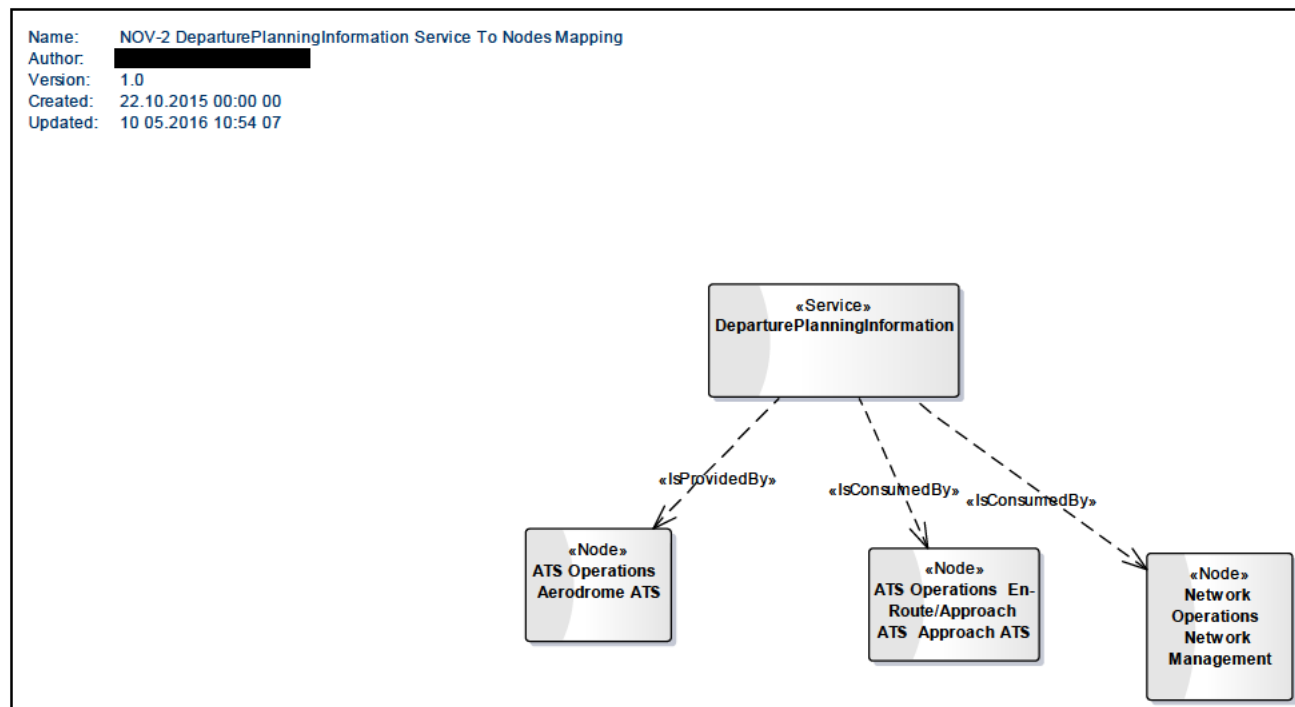 Name: NOV-2 DeparturePlanningInformation Service To Nodes Mapping
Author:
Version: 1.0
Created: 22.10.2015 00:00 00
Updated: 10 05.2016 10:54 07
«Service»
DeparturePlanningInformation
«IsProvidedBy»
«IsConsumedBy»
«IsConsumedBy»
«Node»
ATS Operations
Aerodrome ATS
«Node»
ATS Operations En-
Route/Approach
ATS Approach ATS
«Node»
Network
Operations
Network
Management